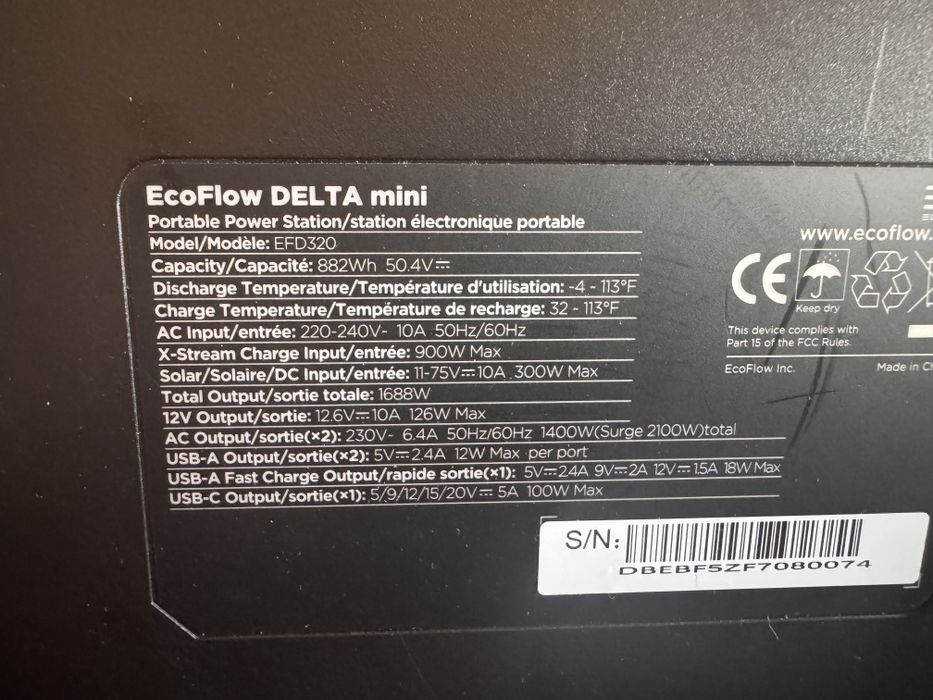 EcoFlow DELTA mini
Portable Power Station/station électronique portable
Model/Modèle: EFD320
Capacity/Capacité: 882Wh 50.4V⎓
Discharge Temperature/Température d'utilisation: -4 - 113°F
Charge Temperature/Température de recharge: 32 - 113°F
AC Input/entrée: 220-240V~ 10A 50Hz/60Hz
X-Stream Charge Input/entrée: 900W Max
Solar/Solaire/DC Input/entrée: 11-75V⎓10A 300W Max
Total Output/sortie totale: 1688W
12V Output/sortie: 12.6V⎓10A 126W Max
AC Output/sortie(×2): 230V~ 6.4A 50Hz/60Hz 1400W(Surge 2100W)total
USB-A Output/sortie(×2): 5V⎓2.4A 12W Max per port
USB-A Fast Charge Output/rapide sortie(×1): 5V⎓2.4A 9V⎓2A 12V⎓1.5A 18W Max
USB-C Output/sortie(×1): 5/9/12/15/20V⎓ 5A 100W Max
www.ecoflow.
CE
Keep dry
This device complies with
Part 15 of the FCC Rules.
EcoFlow Inc.
Made in
S/N:
DBEBF5ZF7080074